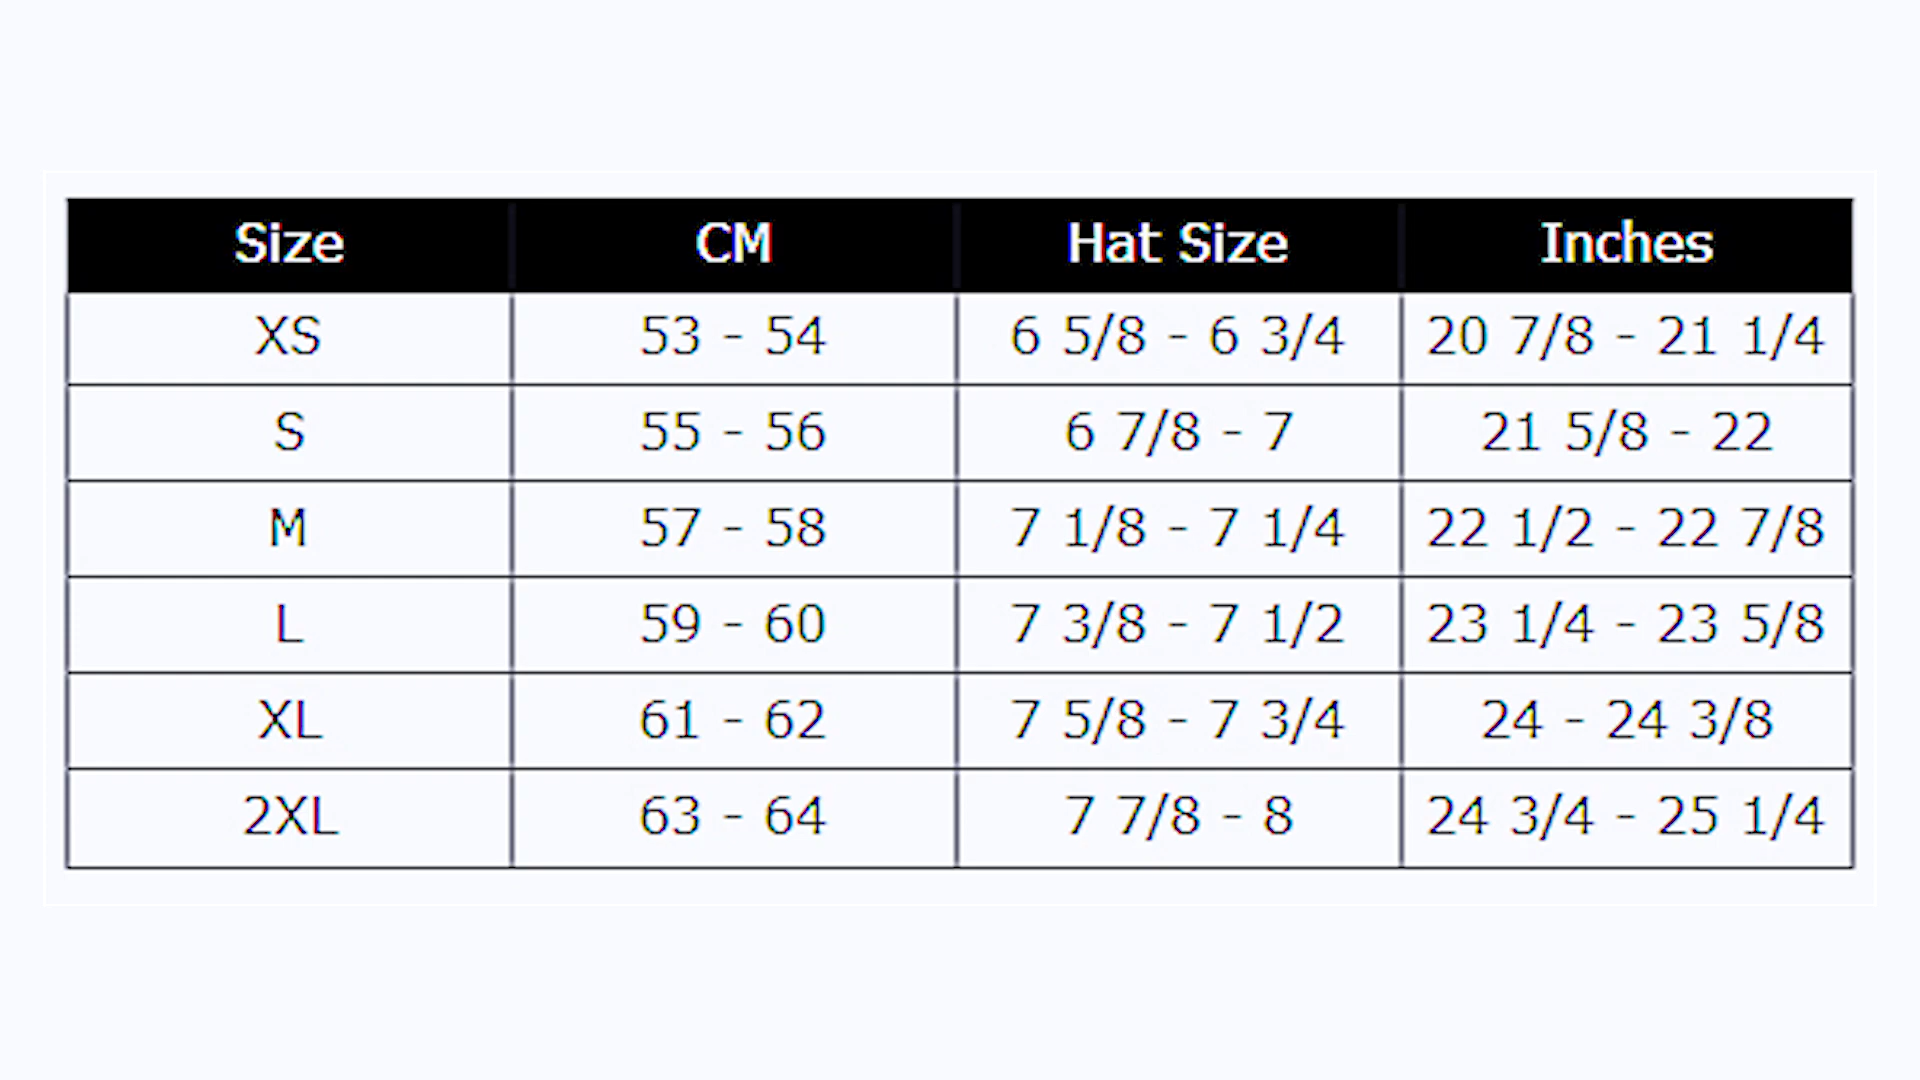 Size CM Hat Size Inches
XS 53 - 54 6 5/8 - 6 3/4 20 7/8 - 21 1/4
S 55 - 56 6 7/8 - 7 21 5/8 - 22
M 57 - 58 7 1/8 - 7 1/4 22 1/2 - 22 7/8
L 59 - 60 7 3/8 - 7 1/2 23 1/4 - 23 5/8
XL 61 - 62 7 5/8 - 7 3/4 24 - 24 3/8
2XL 63 - 64 7 7/8 - 8 24 3/4 - 25 1/4